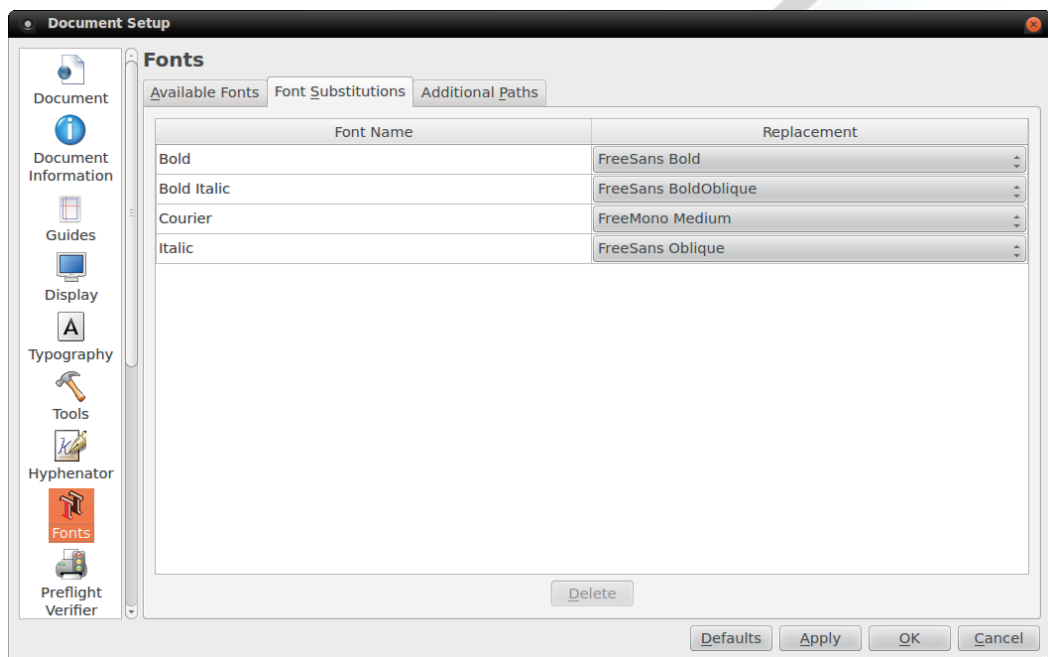 Document Setup
Document
Document
Information
Guides
Display
Typography
Tools
Hyphenator
Fonts
Preflight
Verifier
Fonts
Available Fonts Font Substitutions Additional Paths
Font Name Replacement
Bold FreeSans Bold
Bold Italic FreeSans BoldOblique
Courier FreeMono Medium
Italic FreeSans Oblique
Delete
Defaults Apply OK Cancel